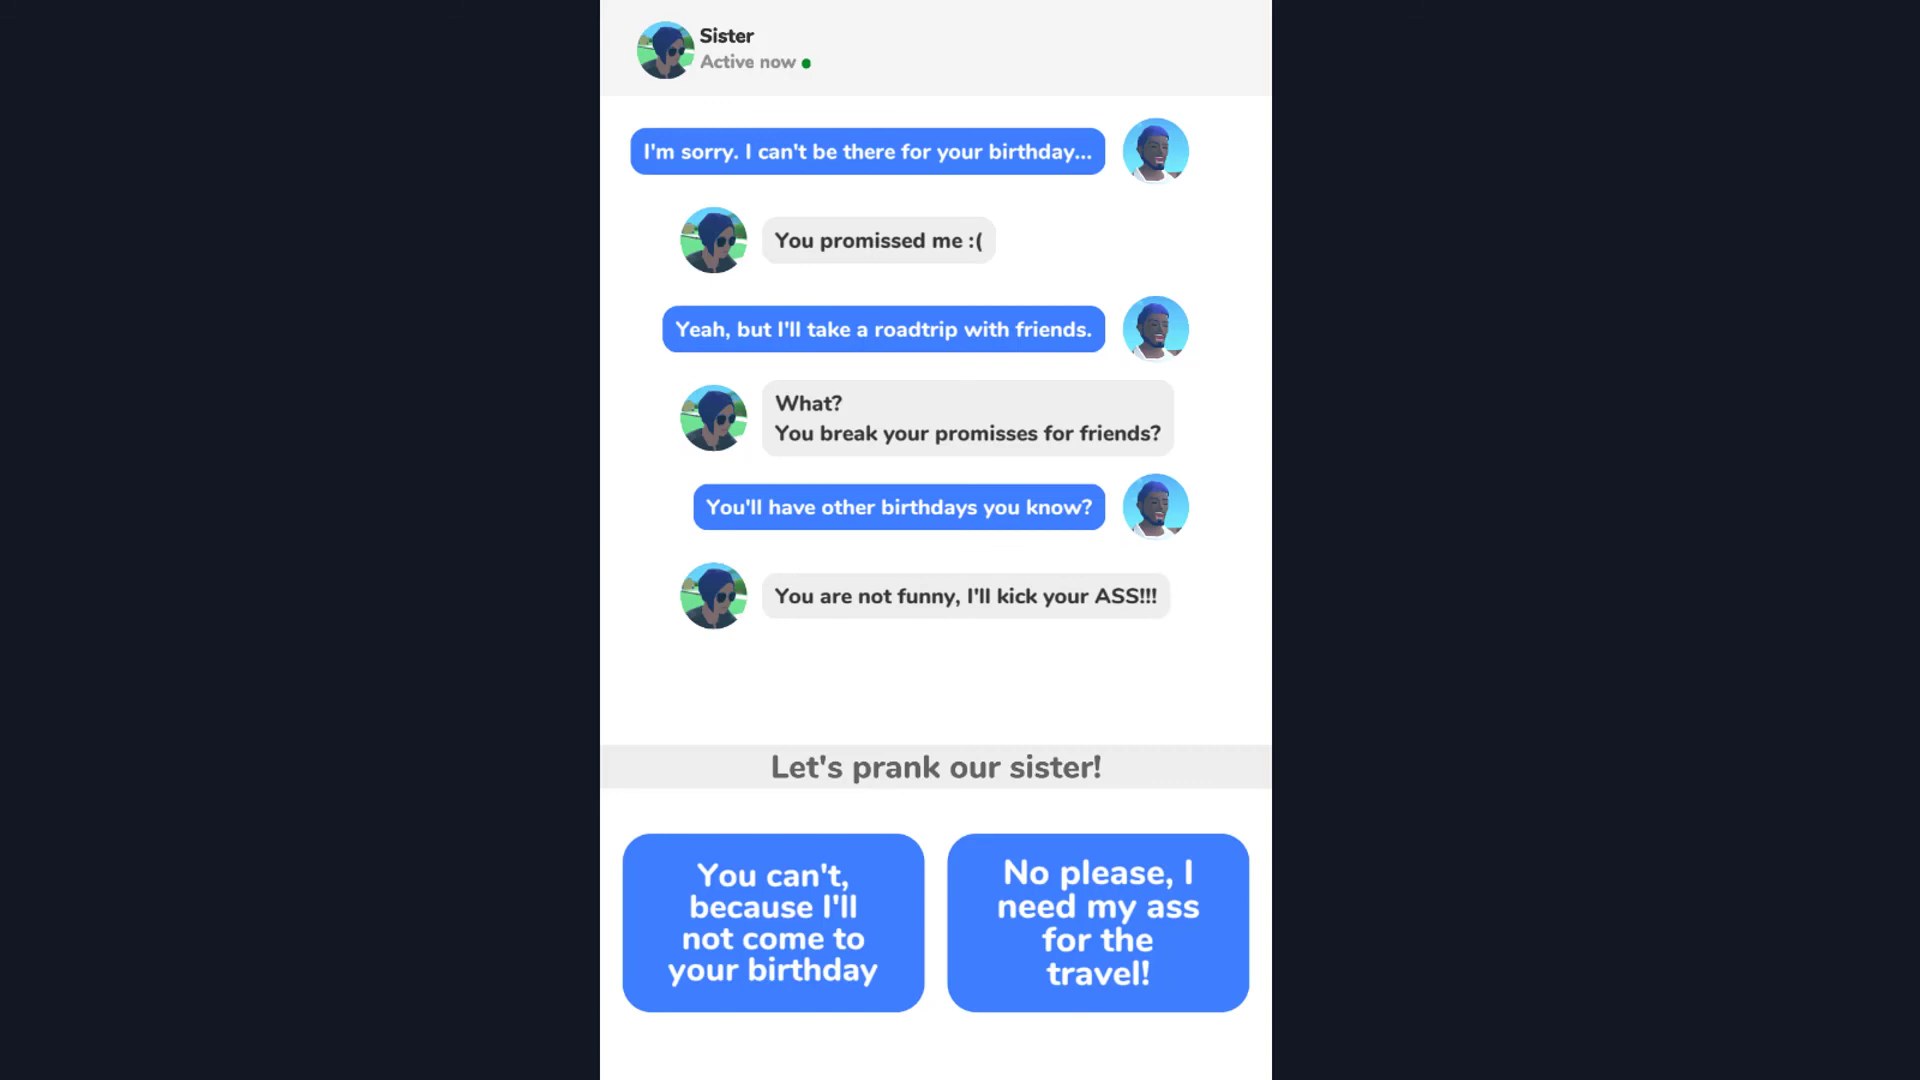 Sister
Active now
I'm sorry. I can't be there for your birthday...
You promissed me :(
Yeah, but I'll take a roadtrip with friends.
What?
You break your promisses for friends?
You'll have other birthdays you know?
You are not funny, I'll kick your ASS!!!
Let's prank our sister!
You can't,
because I'll
not come to
your birthday
No please, I
need my ass
for the
travel!